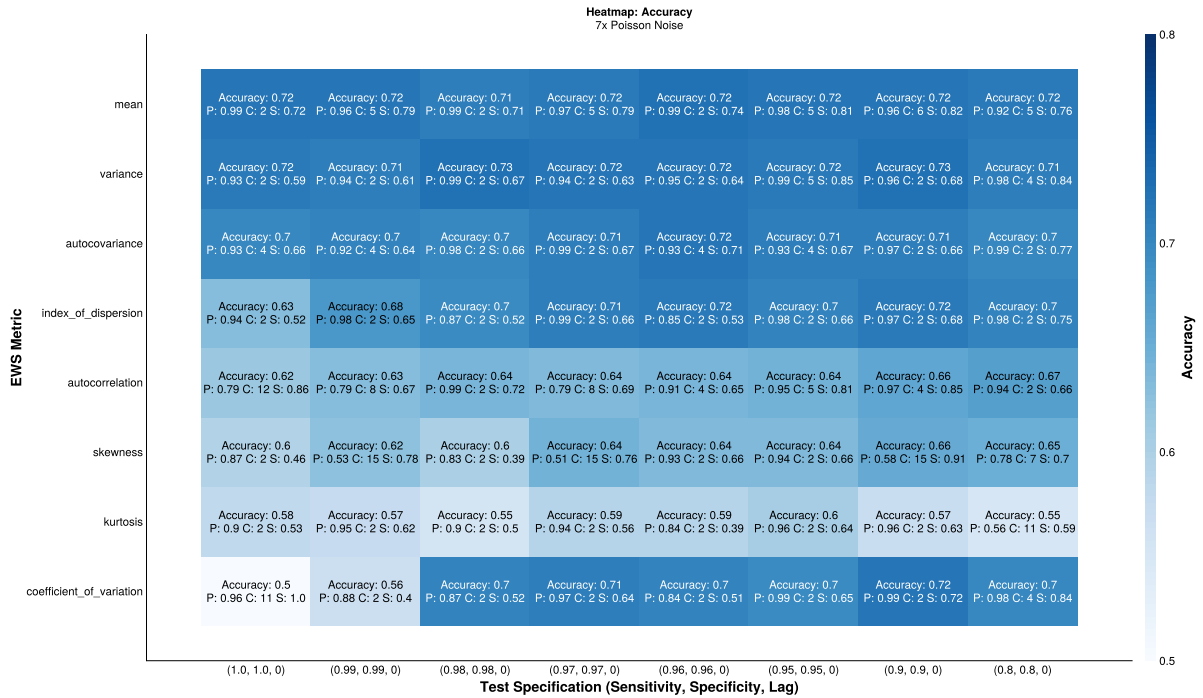 Heatmap: Accuracy
7x Poisson Noise
EWS Metric
mean
Accuracy: 0.72
P: 0.99 C: 2 S: 0.72
Accuracy: 0.72
P: 0.96 C: 5 S: 0.79
Accuracy: 0.71
P: 0.99 C: 2 S: 0.71
Accuracy: 0.72
P: 0.97 C: 5 S: 0.79
Accuracy: 0.72
P: 0.99 C: 2 S: 0.74
Accuracy: 0.72
P: 0.98 C: 5 S: 0.81
Accuracy: 0.72
P: 0.96 C: 6 S: 0.82
Accuracy: 0.72
P: 0.92 C: 5 S: 0.76
variance
Accuracy: 0.72
P: 0.93 C: 2 S: 0.59
Accuracy: 0.71
P: 0.94 C: 2 S: 0.61
Accuracy: 0.73
P: 0.99 C: 2 S: 0.67
Accuracy: 0.72
P: 0.94 C: 2 S: 0.63
Accuracy: 0.72
P: 0.95 C: 2 S: 0.64
Accuracy: 0.72
P: 0.99 C: 5 S: 0.85
Accuracy: 0.73
P: 0.96 C: 2 S: 0.68
Accuracy: 0.71
P: 0.98 C: 4 S: 0.84
autocovariance
Accuracy: 0.7
P: 0.93 C: 4 S: 0.66
Accuracy: 0.7
P: 0.92 C: 4 S: 0.64
Accuracy: 0.7
P: 0.98 C: 2 S: 0.66
Accuracy: 0.71
P: 0.99 C: 2 S: 0.67
Accuracy: 0.72
P: 0.93 C: 4 S: 0.71
Accuracy: 0.71
P: 0.93 C: 4 S: 0.67
Accuracy: 0.71
P: 0.97 C: 2 S: 0.66
Accuracy: 0.7
P: 0.99 C: 2 S: 0.77
index_of_dispersion
Accuracy: 0.63
P: 0.94 C: 2 S: 0.52
Accuracy: 0.68
P: 0.98 C: 2 S: 0.65
Accuracy: 0.7
P: 0.87 C: 2 S: 0.52
Accuracy: 0.71
P: 0.99 C: 2 S: 0.66
Accuracy: 0.72
P: 0.85 C: 2 S: 0.53
Accuracy: 0.7
P: 0.98 C: 2 S: 0.66
Accuracy: 0.72
P: 0.97 C: 2 S: 0.68
Accuracy: 0.7
P: 0.98 C: 2 S: 0.75
autocorrelation
Accuracy: 0.62
P: 0.79 C: 12 S: 0.86
Accuracy: 0.63
P: 0.79 C: 8 S: 0.67
Accuracy: 0.64
P: 0.99 C: 2 S: 0.72
Accuracy: 0.64
P: 0.79 C: 8 S: 0.69
Accuracy: 0.64
P: 0.91 C: 4 S: 0.65
Accuracy: 0.64
P: 0.95 C: 5 S: 0.81
Accuracy: 0.66
P: 0.97 C: 4 S: 0.85
Accuracy: 0.67
P: 0.94 C: 2 S: 0.66
skewness
Accuracy: 0.6
P: 0.87 C: 2 S: 0.46
Accuracy: 0.62
P: 0.53 C: 15 S: 0.78
Accuracy: 0.6
P: 0.83 C: 2 S: 0.39
Accuracy: 0.64
P: 0.51 C: 15 S: 0.76
Accuracy: 0.64
P: 0.93 C: 2 S: 0.66
Accuracy: 0.64
P: 0.94 C: 2 S: 0.66
Accuracy: 0.66
P: 0.58 C: 15 S: 0.91
Accuracy: 0.65
P: 0.78 C: 7 S: 0.7
kurtosis
Accuracy: 0.58
P: 0.9 C: 2 S: 0.53
Accuracy: 0.57
P: 0.95 C: 2 S: 0.62
Accuracy: 0.55
P: 0.9 C: 2 S: 0.5
Accuracy: 0.59
P: 0.94 C: 2 S: 0.56
Accuracy: 0.59
P: 0.84 C: 2 S: 0.39
Accuracy: 0.6
P: 0.96 C: 2 S: 0.64
Accuracy: 0.57
P: 0.96 C: 2 S: 0.63
Accuracy: 0.55
P: 0.56 C: 11 S: 0.59
coefficient_of_variation
Accuracy: 0.5
P: 0.96 C: 11 S: 1.0
Accuracy: 0.56
P: 0.88 C: 2 S: 0.4
Accuracy: 0.7
P: 0.87 C: 2 S: 0.52
Accuracy: 0.71
P: 0.97 C: 2 S: 0.64
Accuracy: 0.7
P: 0.84 C: 2 S: 0.51
Accuracy: 0.7
P: 0.99 C: 2 S: 0.65
Accuracy: 0.72
P: 0.99 C: 2 S: 0.72
Accuracy: 0.7
P: 0.98 C: 4 S: 0.84
(1.0, 1.0, 0)
(0.99, 0.99, 0)
(0.98, 0.98, 0)
(0.97, 0.97, 0)
(0.96, 0.96, 0)
(0.95, 0.95, 0)
(0.9, 0.9, 0)
(0.8, 0.8, 0)
Test Specification (Sensitivity, Specificity, Lag)
0.8
0.7
0.6
0.5
Accuracy